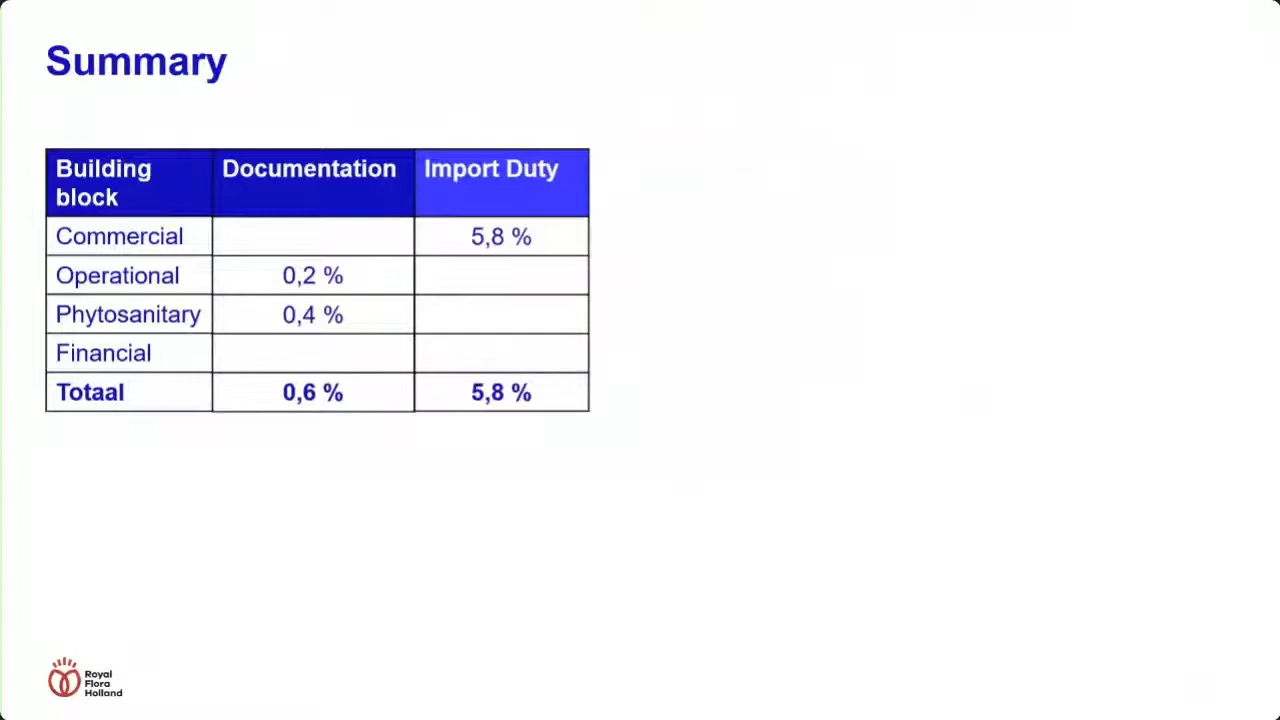 Summary
Building block Documentation Import Duty
Commercial 5,8 %
Operational 0,2 %
Phytosanitary 0,4 %
Financial
Totaal 0,6 % 5,8 %
Royal
Flora
Holland